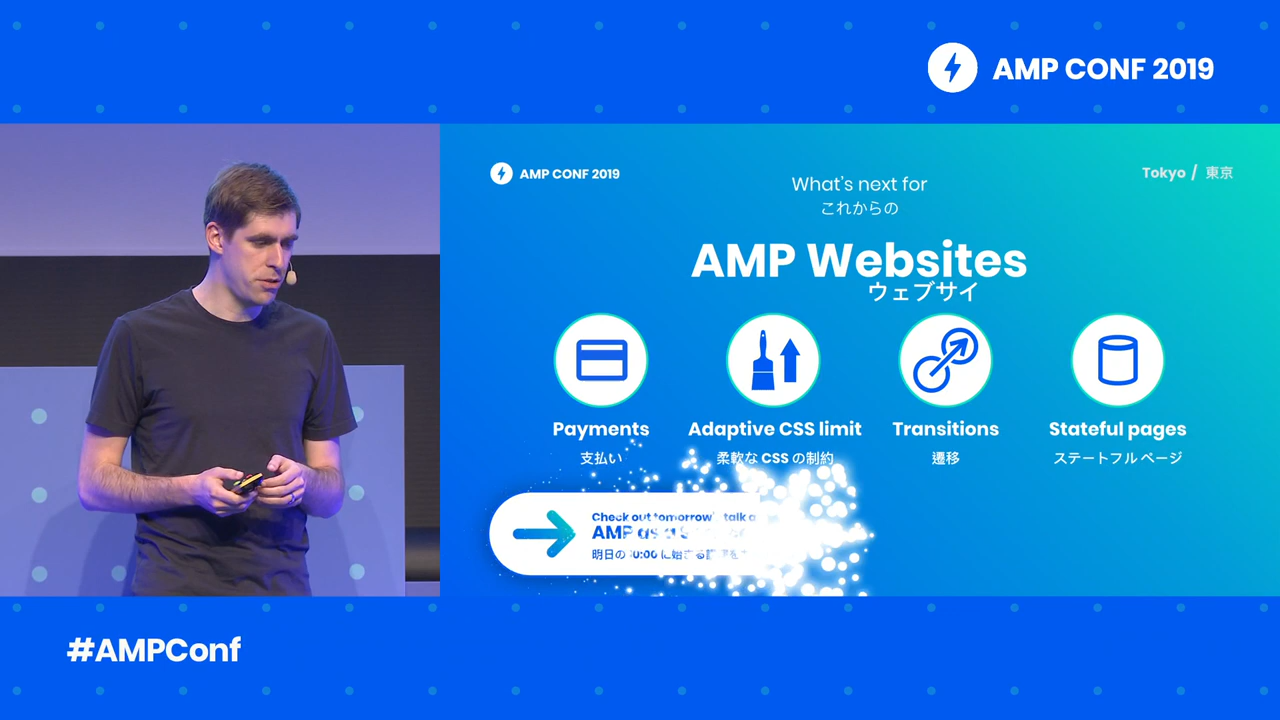 AMP CONF 2019
AMP CONF 2019
Tokyo / 東京
What's next for
これからの
AMP Websites
ウェブサイ
Payments
Adaptive CSS limit
Transitions
Stateful pages
支払い
柔軟な CSS の制約
遷移
ステートフル ページ
Check out tomorrow talk
AMP as a
明日の
#AMPConf